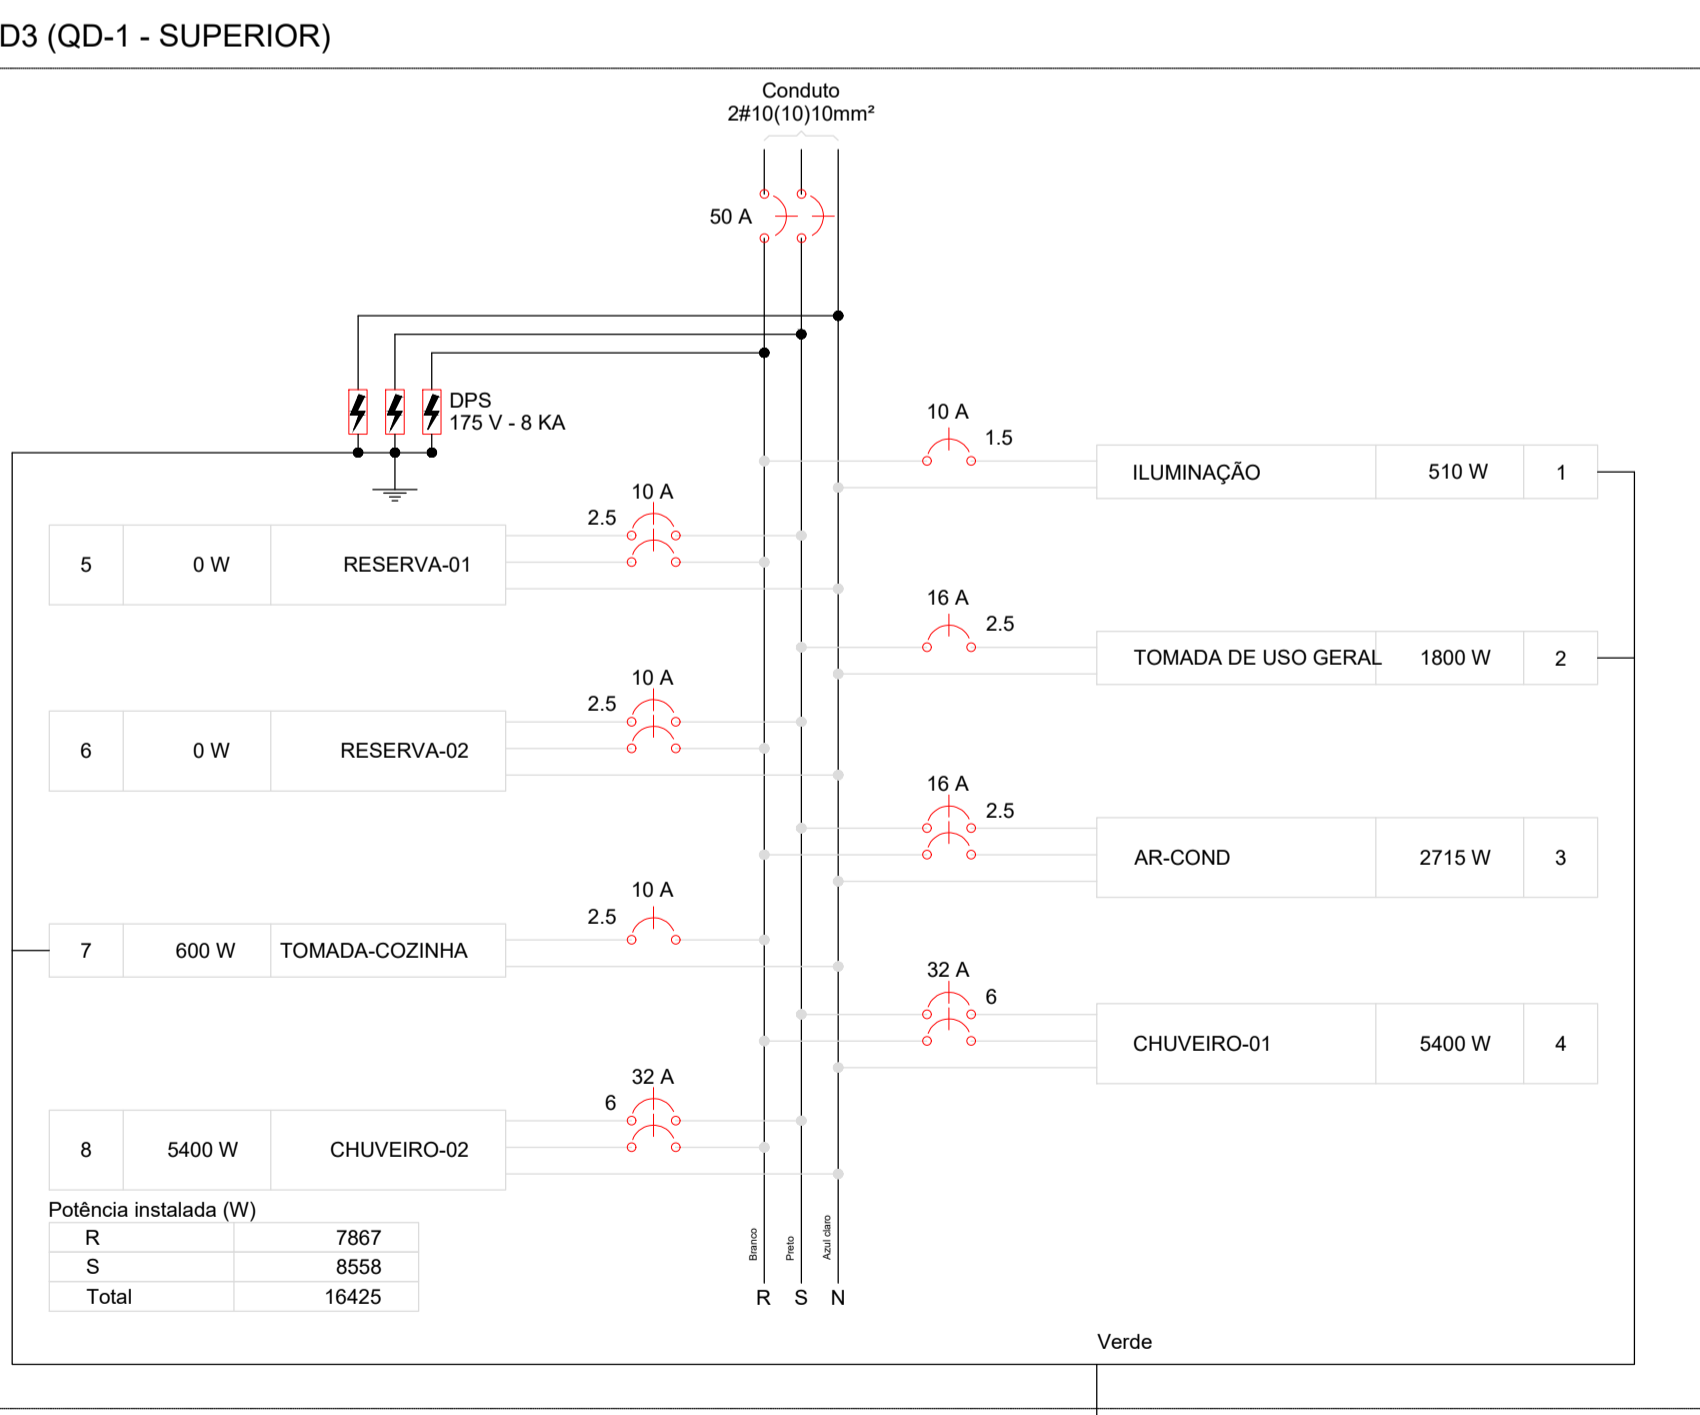 D3 (QD-1 - SUPERIOR)
Conduto
2#10(10)10mm²
50 A
DPS
175 V - 8 KA
10 A
1.5
ILUMINAÇÃO 510 W 1
10 A
2.5
5 0 W RESERVA-01
16 A
2.5
TOMADA DE USO GERAL 1800 W 2
10 A
2.5
6 0 W RESERVA-02
16 A
2.5
AR-COND 2715 W 3
10 A
2.5
7 600 W TOMADA-COZINHA
32 A
6
CHUVEIRO-01 5400 W 4
32 A
6
8 5400 W CHUVEIRO-02
Potência instalada (W)
R 7867
S 8558
Total 16425
Branco
Preto
Azul claro
R S N
Verde